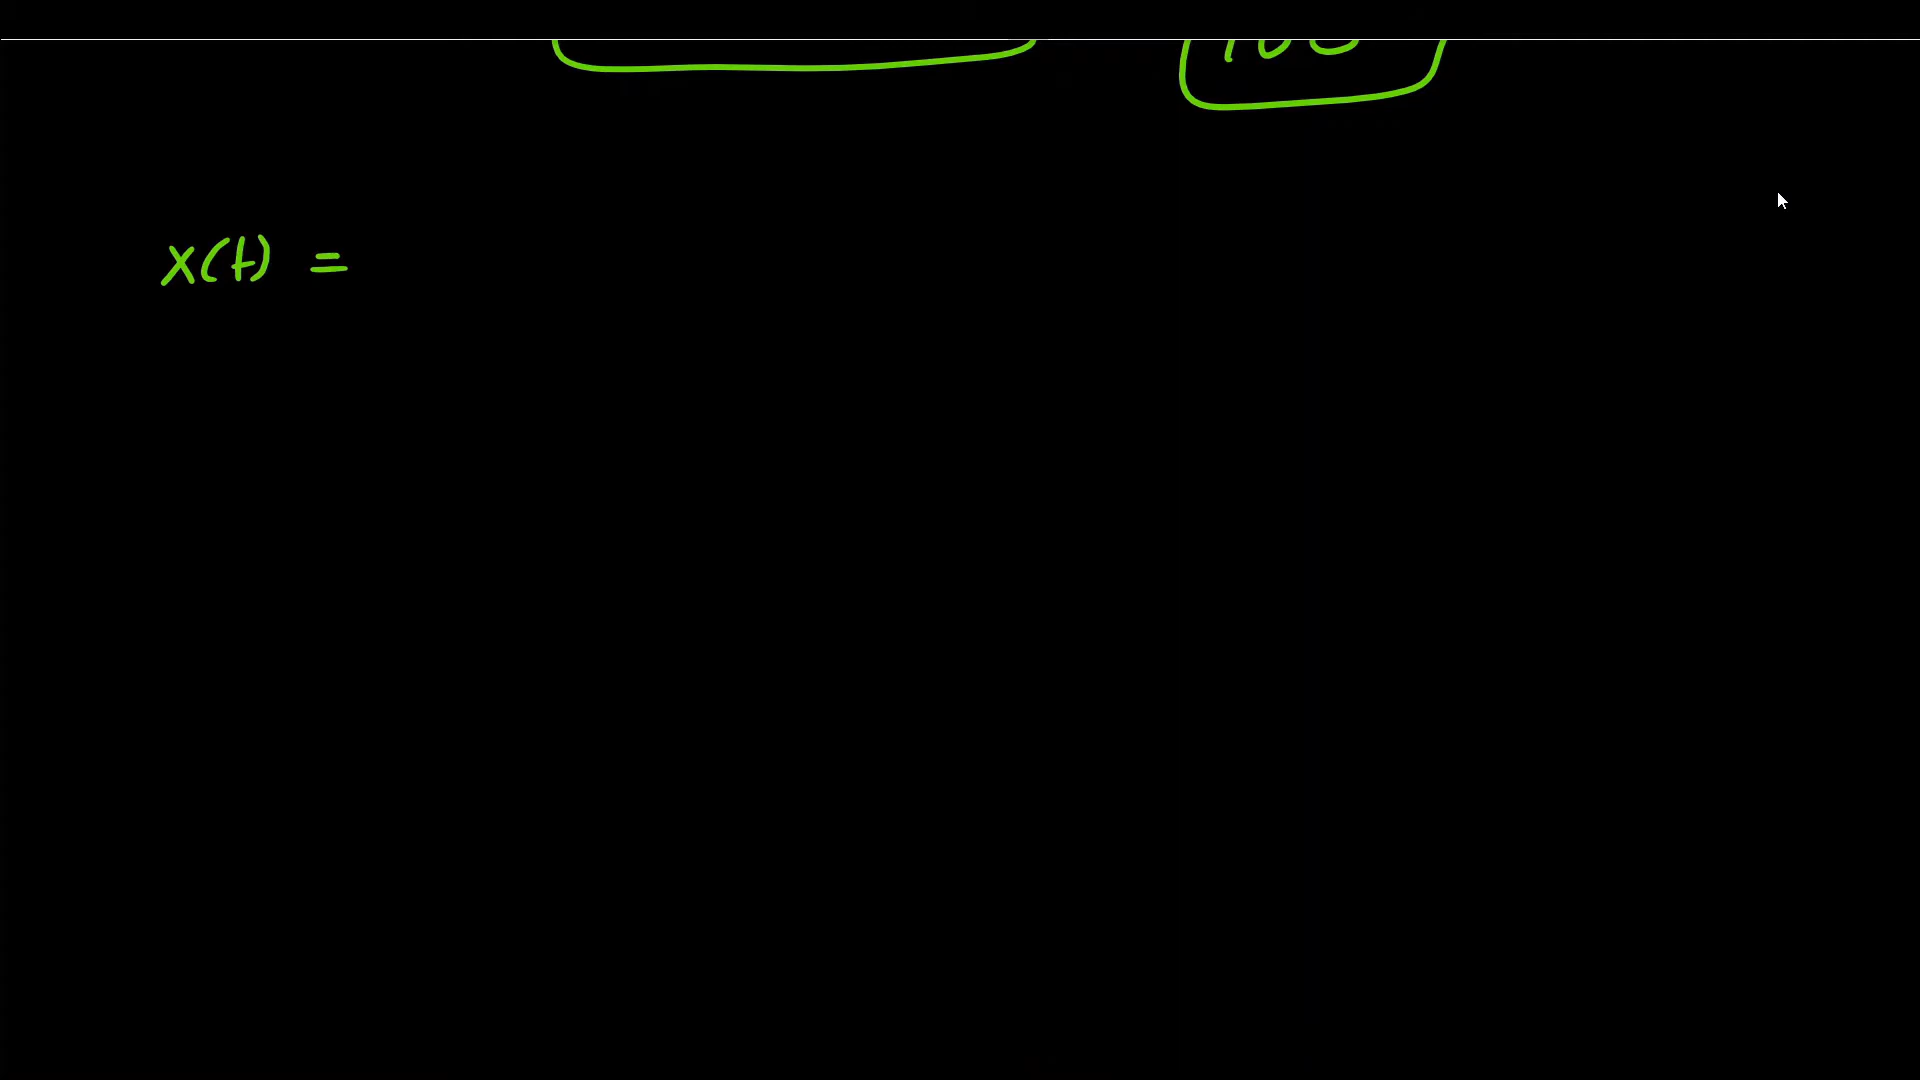 x(t) =